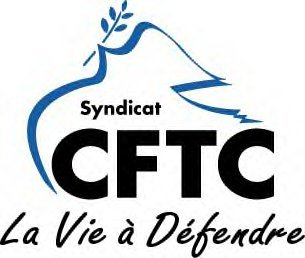 Syndicat
CFTC
La Vie à Défendre